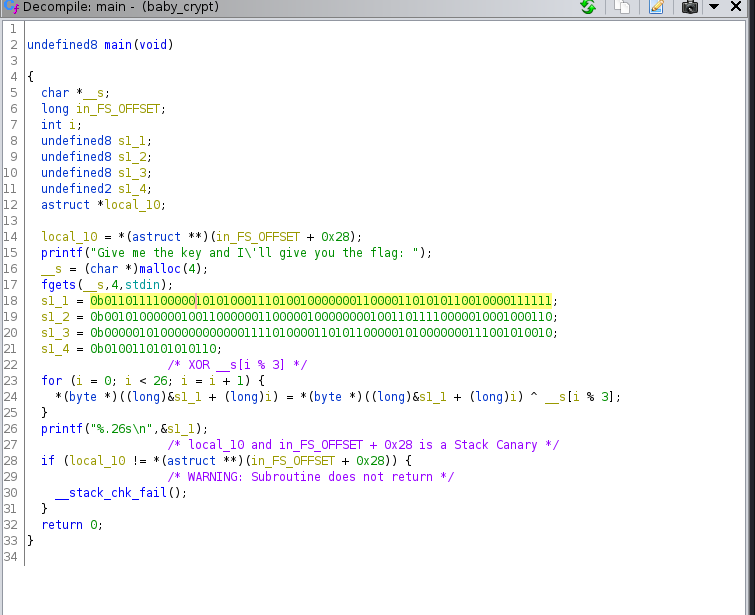 Decompile: main - (baby_crypt)
1
2 undefined8 main(void)
3
4 {
5 char *__s;
6 long in_FS_OFFSET;
7 int i;
8 undefined8 s1_1;
9 undefined8 s1_2;
10 undefined8 s1_3;
11 undefined2 s1_4;
12 astruct *local_10;
13
14 local_10 = *(astruct **)(in_FS_OFFSET + 0x28);
15 printf("Give me the key and I\'ll give you the flag: ");
16 __s = (char *)malloc(4);
17 fgets(__s,4,stdin);
18 s1_1 = 0b0110111100000101010001110100100000001100001101010110010000111111;
19 s1_2 = 0b0010100000010011000000110000010000000010011011110000010001000110;
20 s1_3 = 0b0000010100000000000011110100001101011000001010000000111001010010;
21 s1_4 = 0b0100110101010110;
22 /* XOR __s[i % 3] */
23 for (i = 0; i < 26; i = i + 1) {
24 *(byte *)((long)&s1_1 + (long)i) = *(byte *)((long)&s1_1 + (long)i) ^ __s[i % 3];
25 }
26 printf("%.26s\n",&s1_1);
27 /* local_10 and in_FS_OFFSET + 0x28 is a Stack Canary */
28 if (local_10 != *(astruct **)(in_FS_OFFSET + 0x28)) {
29 /* WARNING: Subroutine does not return */
30 __stack_chk_fail();
31 }
32 return 0;
33 }
34